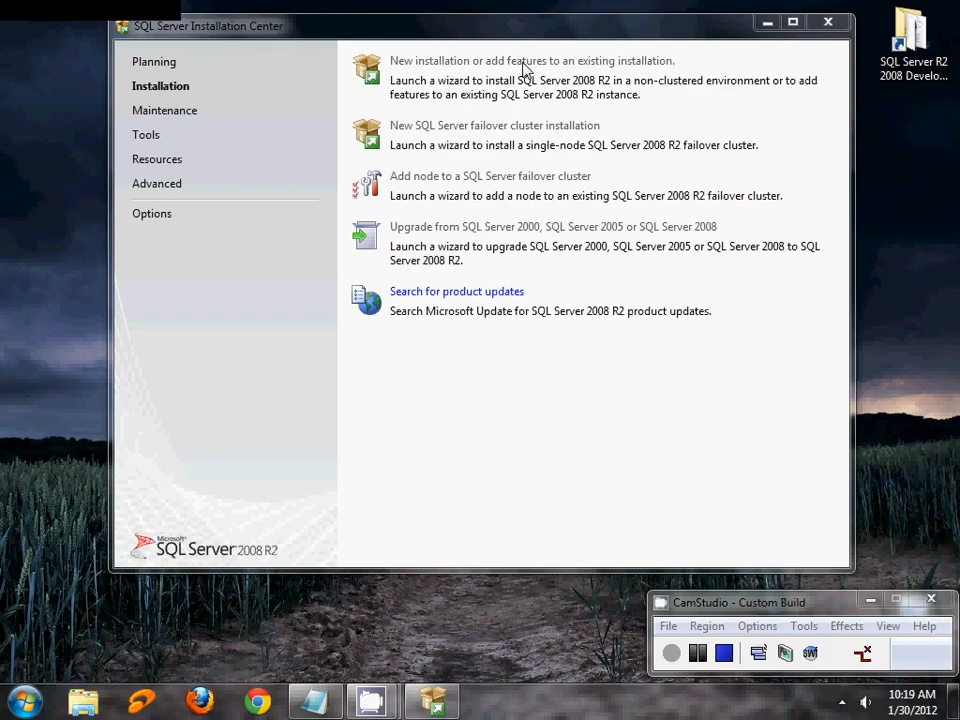 SQL Server Installation Center
SQL Server R2
2008 Develo...
Planning
Installation
Maintenance
Tools
Resources
Advanced
Options
New installation or add features to an existing installation.
Launch a wizard to install SQL Server 2008 R2 in a non-clustered environment or to add
features to an existing SQL Server 2008 R2 instance.
New SQL Server failover cluster installation
Launch a wizard to install a single-node SQL Server 2008 R2 failover cluster.
Add node to a SQL Server failover cluster
Launch a wizard to add a node to an existing SQL Server 2008 R2 failover cluster.
Upgrade from SQL Server 2000, SQL Server 2005 or SQL Server 2008
Launch a wizard to upgrade SQL Server 2000, SQL Server 2005 or SQL Server 2008 to SQL
Server 2008 R2.
Search for product updates
Search Microsoft Update for SQL Server 2008 R2 product updates.
Microsoft
SQL Server 2008 R2
CamStudio - Custom Build
File Region Options Tools Effects View Help
SWF
10:19 AM
1/30/2012